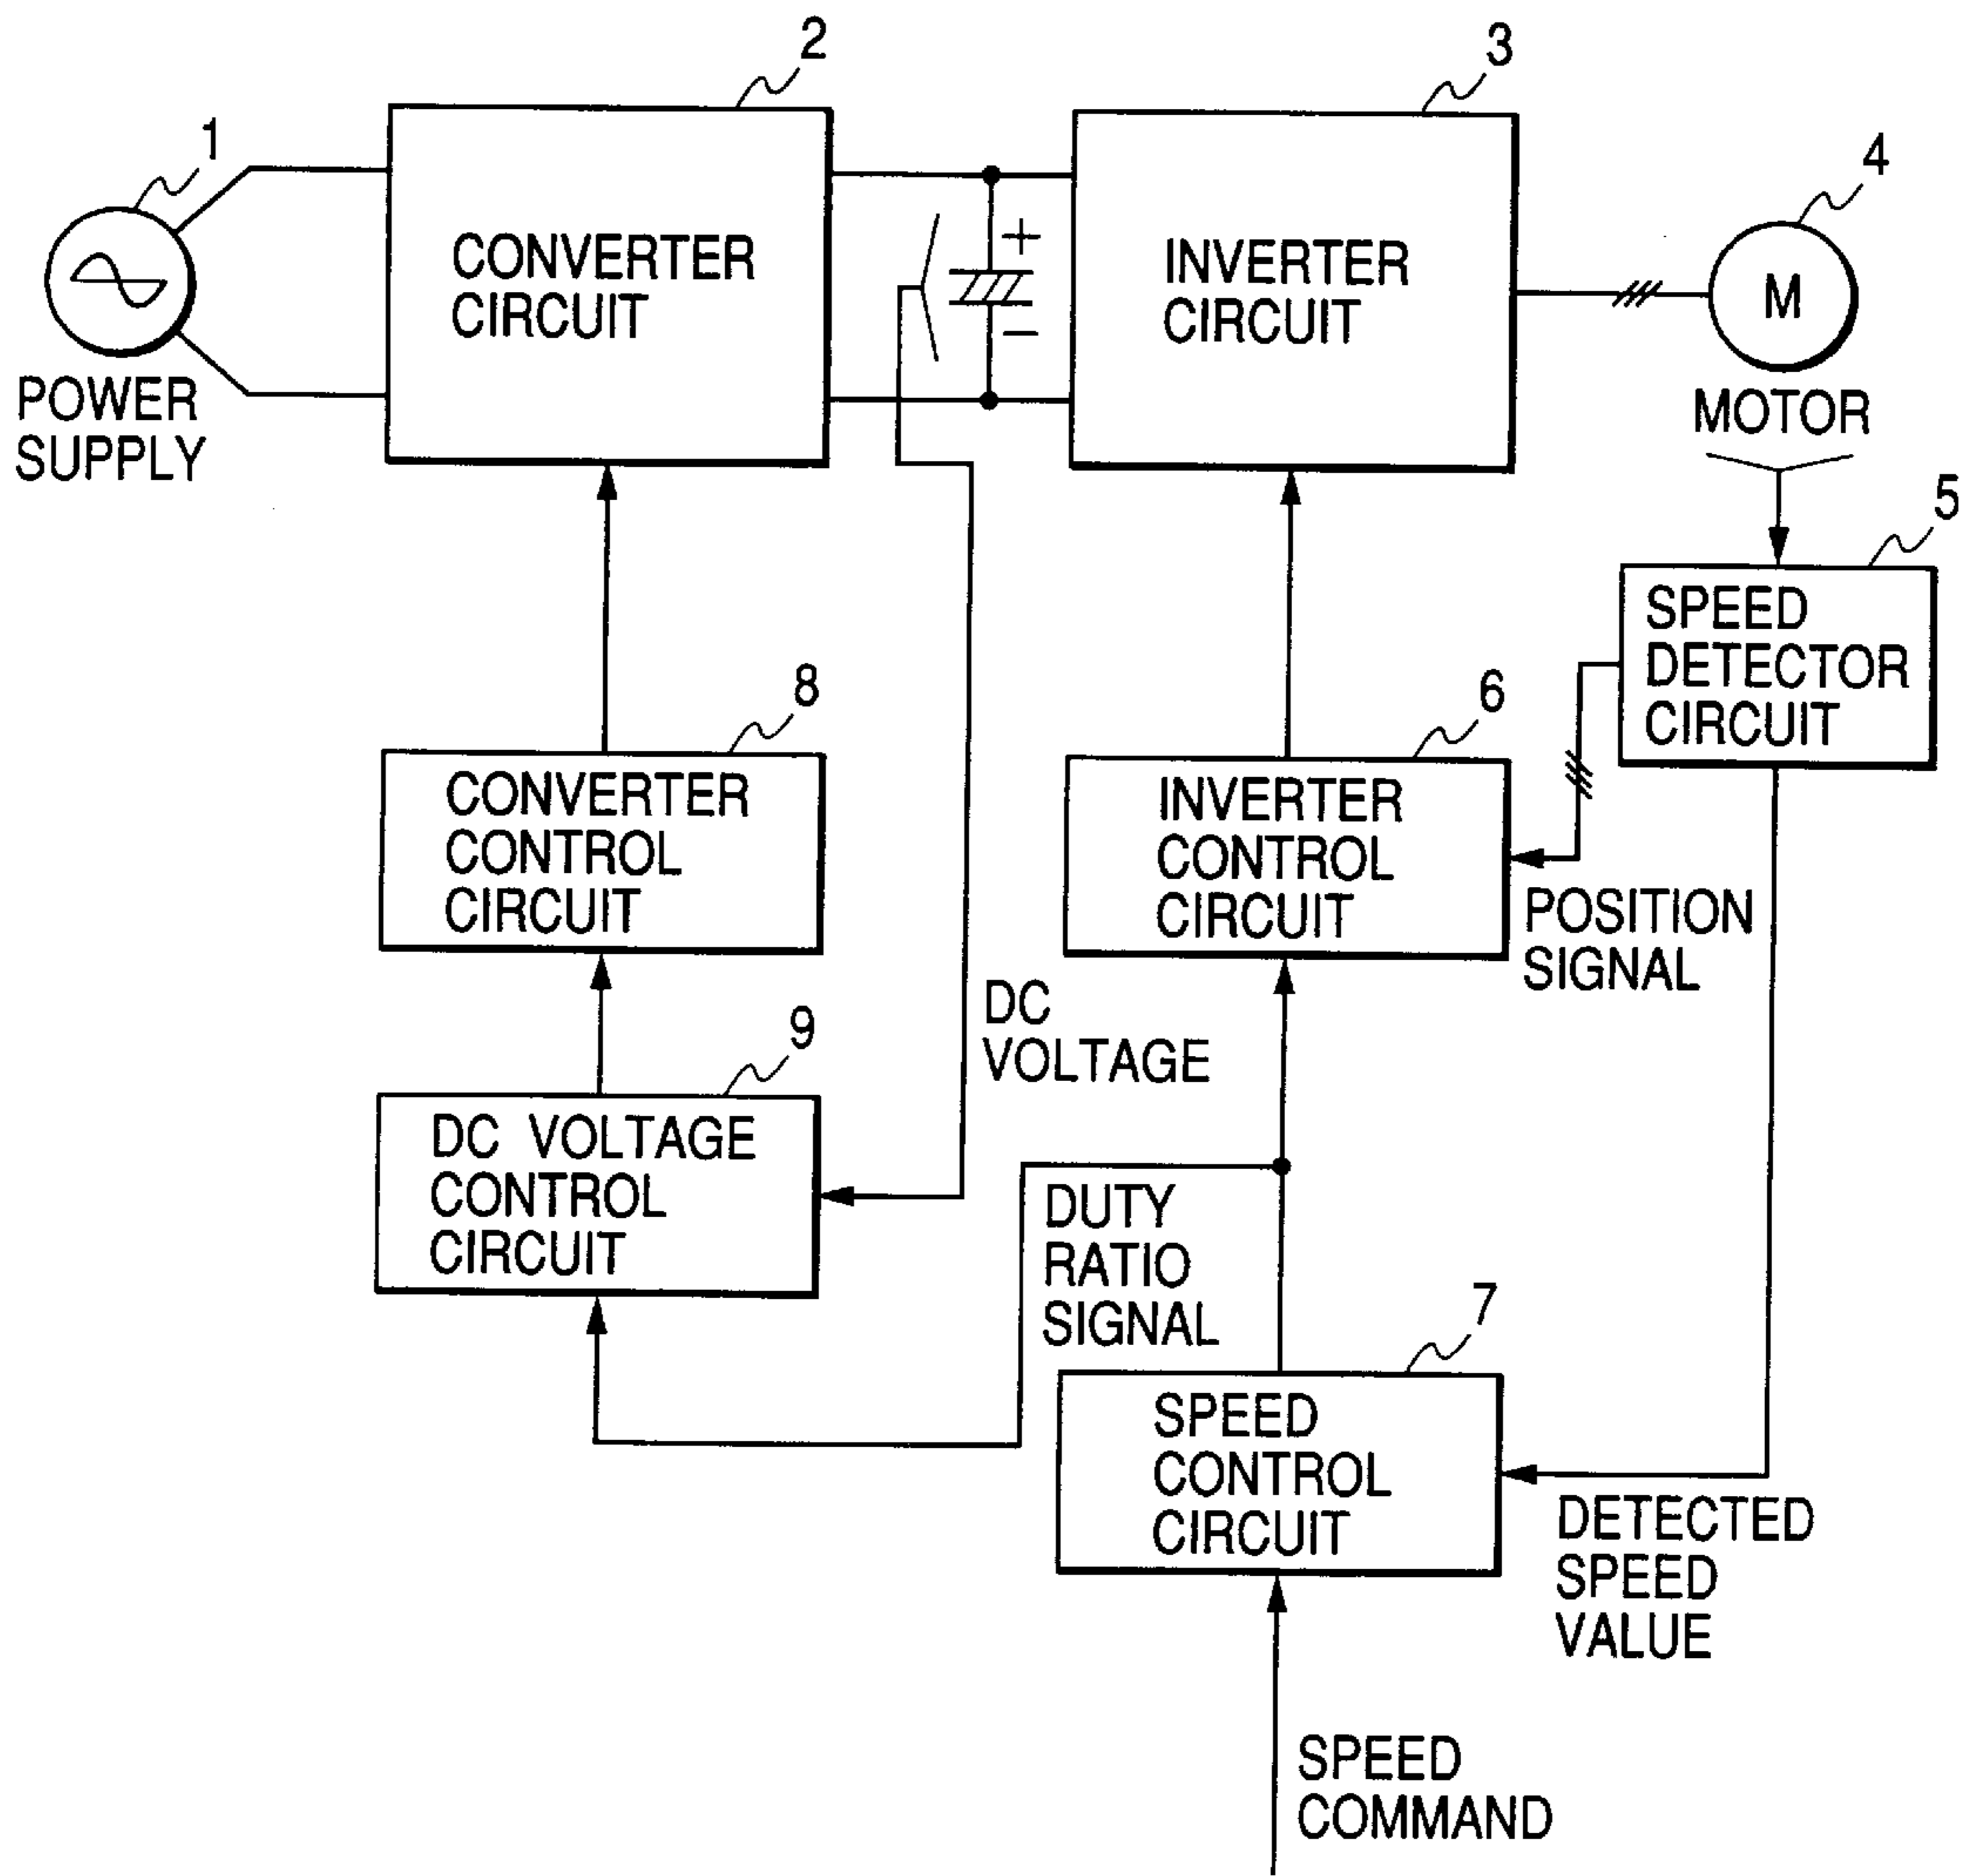 2
3
1
4
CONVERTER
CIRCUIT
+
−
INVERTER
CIRCUIT
M
POWER
SUPPLY
MOTOR
5
SPEED
DETECTOR
CIRCUIT
8
6
CONVERTER
CONTROL
CIRCUIT
INVERTER
CONTROL
CIRCUIT
POSITION
SIGNAL
DC
VOLTAGE
9
DC VOLTAGE
CONTROL
CIRCUIT
DUTY
RATIO
SIGNAL
7
SPEED
CONTROL
CIRCUIT
DETECTED
SPEED
VALUE
SPEED
COMMAND